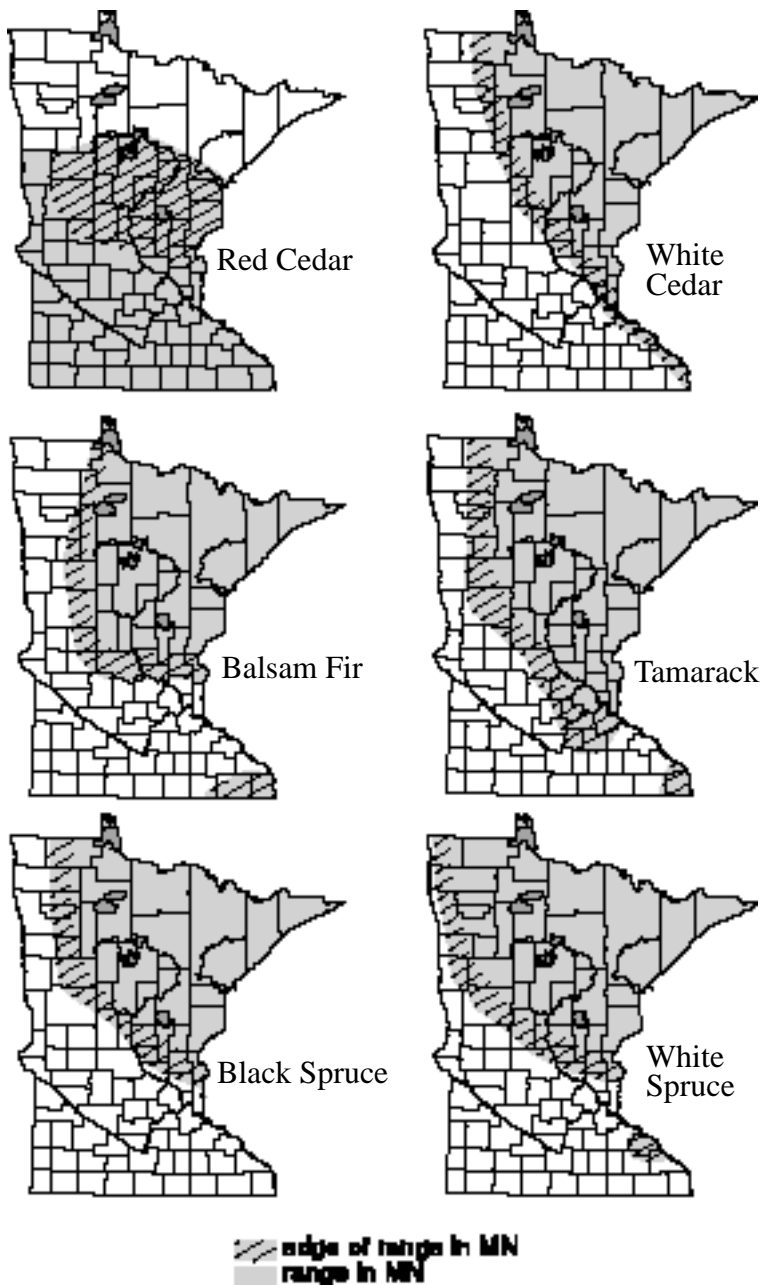 Red Cedar
White
Cedar
Balsam Fir
Tamarack
Black Spruce
White
Spruce
edge of range in MN
range in MN